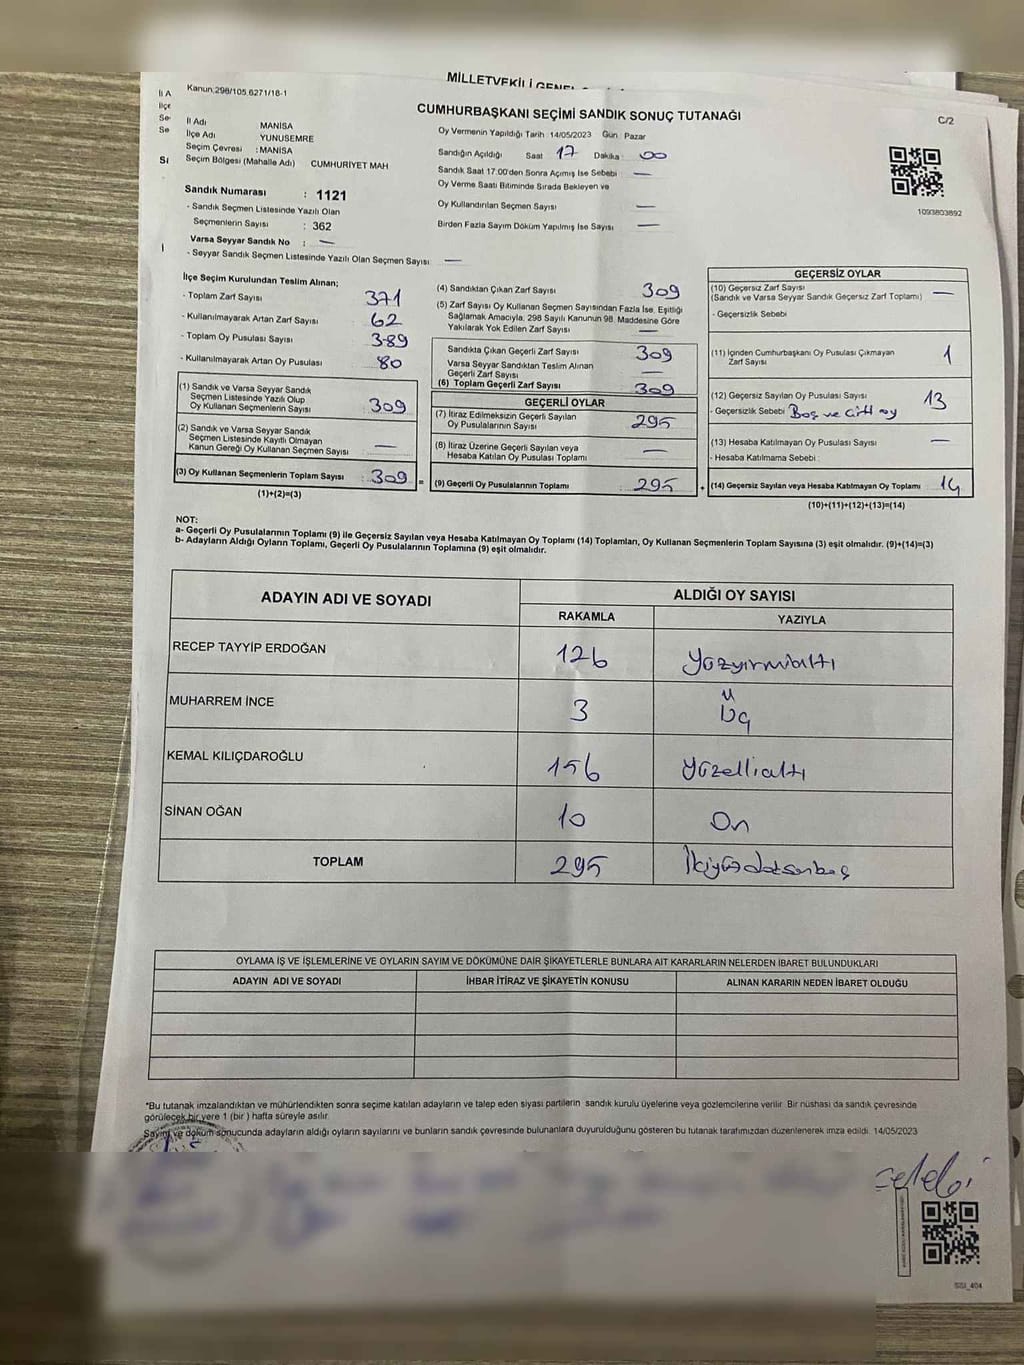 MİLLETVEKİLİ GENEL
Kanun:298/105.6271/18-1
CUMHURBAŞKANI SEÇİMİ SANDIK SONUÇ TUTANAĞI
C/2
İl A
İlçe
Se
Se
Sİ
İl Adı MANİSA
İlçe Adı YUNUSEMRE
Seçim Çevresi : MANİSA
Seçim Bölgesi (Mahalle Adı) CUMHURİYET MAH
Sandık Numarası : 1121
- Sandık Seçmen Listesinde Yazılı Olan
Seçmenlerin Sayısı : 362
Varsa Seyyar Sandık No : —
- Seyyar Sandık Seçmen Listesinde Yazılı Olan Seçmen Sayısı —
Oy Vermenin Yapıldığı Tarih :14/05/2023 Gün: Pazar
Sandığın Açıldığı Saat 17 Dakika : 00
Sandık Saat 17:00'den Sonra Açımış İse Sebebi —
Oy Verme Saati Bitiminde Sırada Bekleyen ve
Oy Kullandırılan Seçmen Sayısı —
Birden Fazla Sayım Döküm Yapılmış İse Sayısı —
1093803892
İlçe Seçim Kurulundan Teslim Alınan;
- Toplam Zarf Sayısı 371
- Kullanılmayarak Artan Zarf Sayısı 62
- Toplam Oy Pusulası Sayısı 389
- Kullanılmayarak Artan Oy Pusulası 80
(1) Sandık ve Varsa Seyyar Sandık
Seçmen Listesinde Yazılı Olup
Oy Kullanan Seçmenlerin Sayısı 309
(2) Sandık ve Varsa Seyyar Sandık
Seçmen Listesinde Kayıtlı Olmayan
Kanun Gereği Oy Kullanan Seçmen Sayısı —
(3) Oy Kullanan Seçmenlerin Toplam Sayısı : 309 =
(1)+(2)=(3)
(4) Sandıktan Çıkan Zarf Sayısı 309
(5) Zarf Sayısı Oy Kullanan Seçmen Sayısından Fazla İse, Eşitliği
Sağlamak Amacıyla, 298 Sayılı Kanunun 98. Maddesine Göre
Yakılarak Yok Edilen Zarf Sayısı —
Sandıkta Çıkan Geçerli Zarf Sayısı 309
Varsa Seyyar Sandıktan Teslim Alınan
Geçerli Zarf Sayısı —
(6) Toplam Geçerli Zarf Sayısı 309
GEÇERLİ OYLAR
(7) İtiraz Edilmeksizin Geçerli Sayılan
Oy Pusulalarının Sayısı 295
(8) İtiraz Üzerine Geçerli Sayılan veya
Hesaba Katılan Oy Pusulası Toplamı —
(9) Geçerli Oy Pusulalarının Toplamı 295 +
GEÇERSİZ OYLAR
(10) Geçersiz Zarf Sayısı —
(Sandık ve Varsa Seyyar Sandık Geçersiz Zarf Toplamı)
- Geçersizlik Sebebi
(11) İçinden Cumhurbaşkanı Oy Pusulası Çıkmayan
Zarf Sayısı 1
(12) Geçersiz Sayılan Oy Pusulası Sayısı 13
- Geçersizlik Sebebi Boş ve Çift oy
(13) Hesaba Katılmayan Oy Pusulası Sayısı —
- Hesaba Katılmama Sebebi :
(14) Geçersiz Sayılan veya Hesaba Katılmayan Oy Toplamı 14
(10)+(11)+(12)+(13)=(14)
NOT:
a- Geçerli Oy Pusulalarının Toplamı (9) ile Geçersiz Sayılan veya Hesaba Katılmayan Oy Toplamı (14) Toplamları, Oy Kullanan Seçmenlerin Toplam Sayısına (3) eşit olmalıdır. (9)+(14)=(3)
b- Adayların Aldığı Oyların Toplamı, Geçerli Oy Pusulalarının Toplamına (9) eşit olmalıdır.
ADAYIN ADI VE SOYADI ALDIĞI OY SAYISI
RAKAMLA YAZIYLA
RECEP TAYYİP ERDOĞAN 126 Yüzyirmialtı
MUHARREM İNCE 3 Üç
KEMAL KILIÇDAROĞLU 156 Yüzellialtı
SİNAN OĞAN 10 On
TOPLAM 295 İkiyüzdoksanbeş
OYLAMA İŞ VE İŞLEMLERİNE VE OYLARIN SAYIM VE DÖKÜMÜNE DAİR ŞİKAYETLERLE BUNLARA AİT KARARLARIN NELERDEN İBARET BULUNDUKLARI
ADAYIN ADI VE SOYADI İHBAR İTİRAZ VE ŞİKAYETİN KONUSU ALINAN KARARIN NEDEN İBARET OLDUĞU
*Bu tutanak imzalandıktan ve mühürlendikten sonra seçime katılan adayların ve talep eden siyasi partilerin sandık kurulu üyelerine veya gözlemcilerine verilir. Bir nüshası da sandık çevresinde
görülecek bir yere 1 (bir) hafta süreyle asılır.
Sayım ve döküm sonucunda adayların aldığı oyların sayılarını ve bunların sandık çevresinde bulunanlara duyurulduğunu gösteren bu tutanak tarafımızdan düzenlenerek imza edildi. 14/05/2023